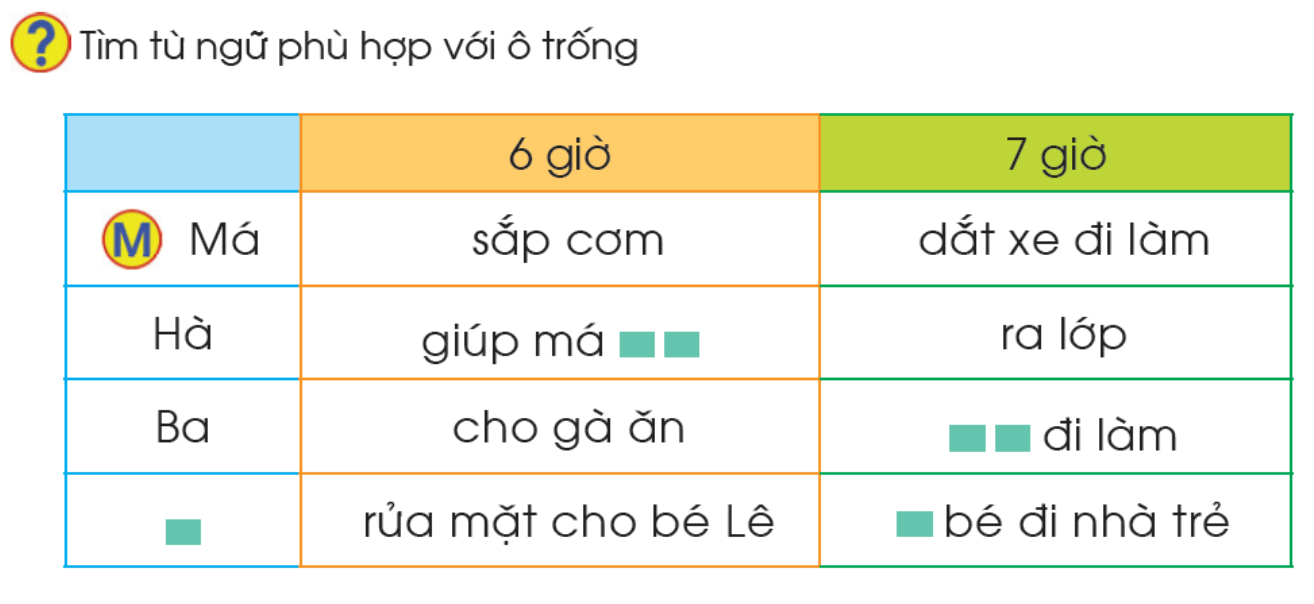 ? Tìm từ ngữ phù hợp với ô trống
6 giờ 7 giờ
M Má sắp cơm dắt xe đi làm
Hà giúp má ra lớp
Ba cho gà ăn đi làm
rửa mặt cho bé Lê bé đi nhà trẻ